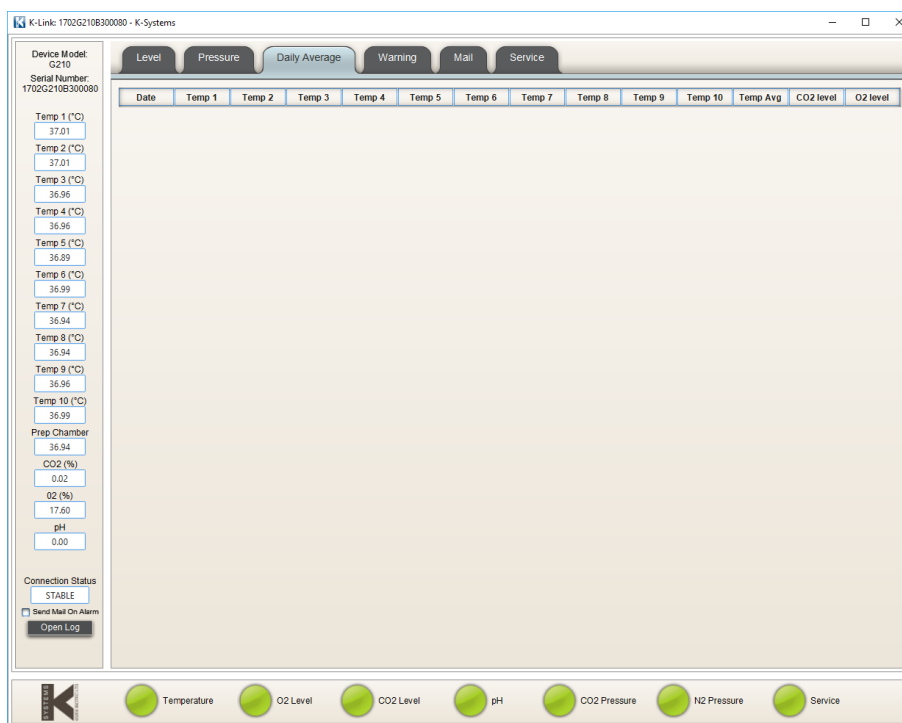 K-Link: 1702G210B300080 - K-Systems
Device Model:
G210
Serial Number:
1702G210B300080
Temp 1 (°C)
37.01
Temp 2 (°C)
37.01
Temp 3 (°C)
36.96
Temp 4 (°C)
36.96
Temp 5 (°C)
36.89
Temp 6 (°C)
36.99
Temp 7 (°C)
36.94
Temp 8 (°C)
36.94
Temp 9 (°C)
36.96
Temp 10 (°C)
36.99
Prep Chamber
36.94
CO2 (%)
0.02
02 (%)
17.60
pH
0.00
Connection Status
STABLE
Send Mail On Alarm
Open Log
Level Pressure Daily Average Warning Mail Service
Date Temp 1 Temp 2 Temp 3 Temp 4 Temp 5 Temp 6 Temp 7 Temp 8 Temp 9 Temp 10 Temp Avg CO2 level O2 level
SYSTEMS
K
Temperature O2 Level CO2 Level pH CO2 Pressure N2 Pressure Service